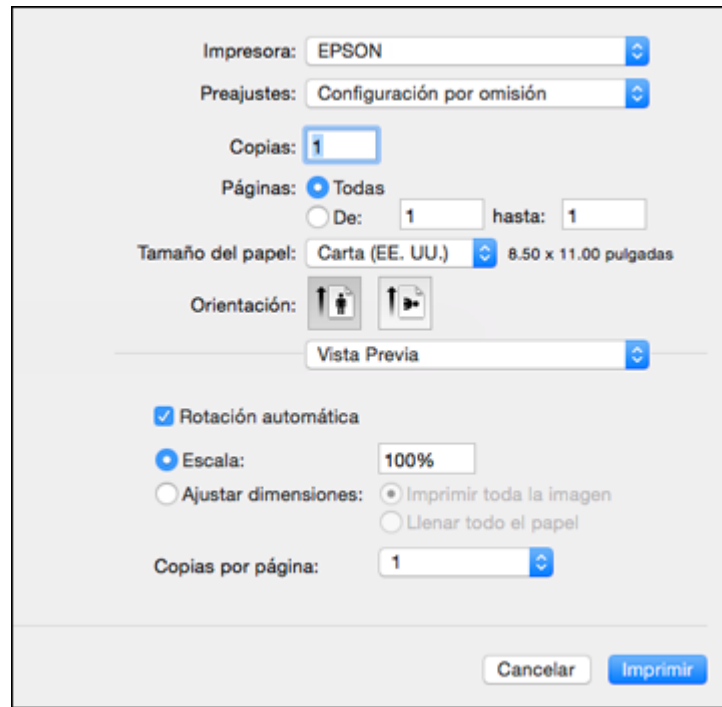 Impresora: EPSON
Preajustes: Configuración por omisión
Copias: 1
Páginas: Todas
De: 1 hasta: 1
Tamaño del papel: Carta (EE. UU.) 8.50 x 11.00 pulgadas
Orientación:
Vista Previa
Rotación automática
Escala: 100%
Ajustar dimensiones: Imprimir toda la imagen
Llenar todo el papel
Copias por página: 1
Cancelar Imprimir